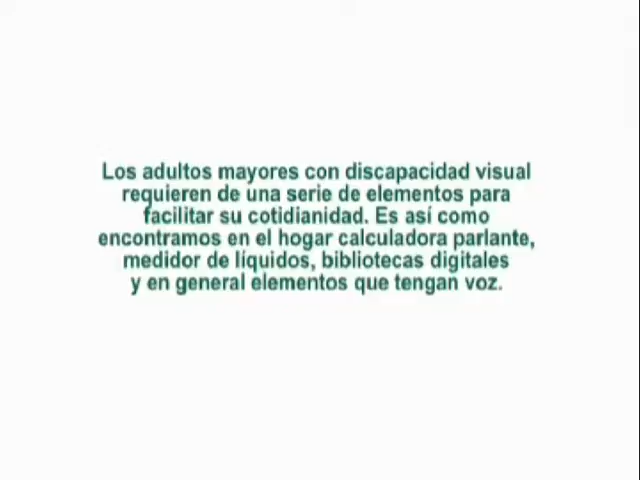 Los adultos mayores con discapacidad visual
requieren de una serie de elementos para
facilitar su cotidianidad. Es así como
encontramos en el hogar calculadora parlante,
medidor de líquidos, bibliotecas digitales
y en general elementos que tengan voz.